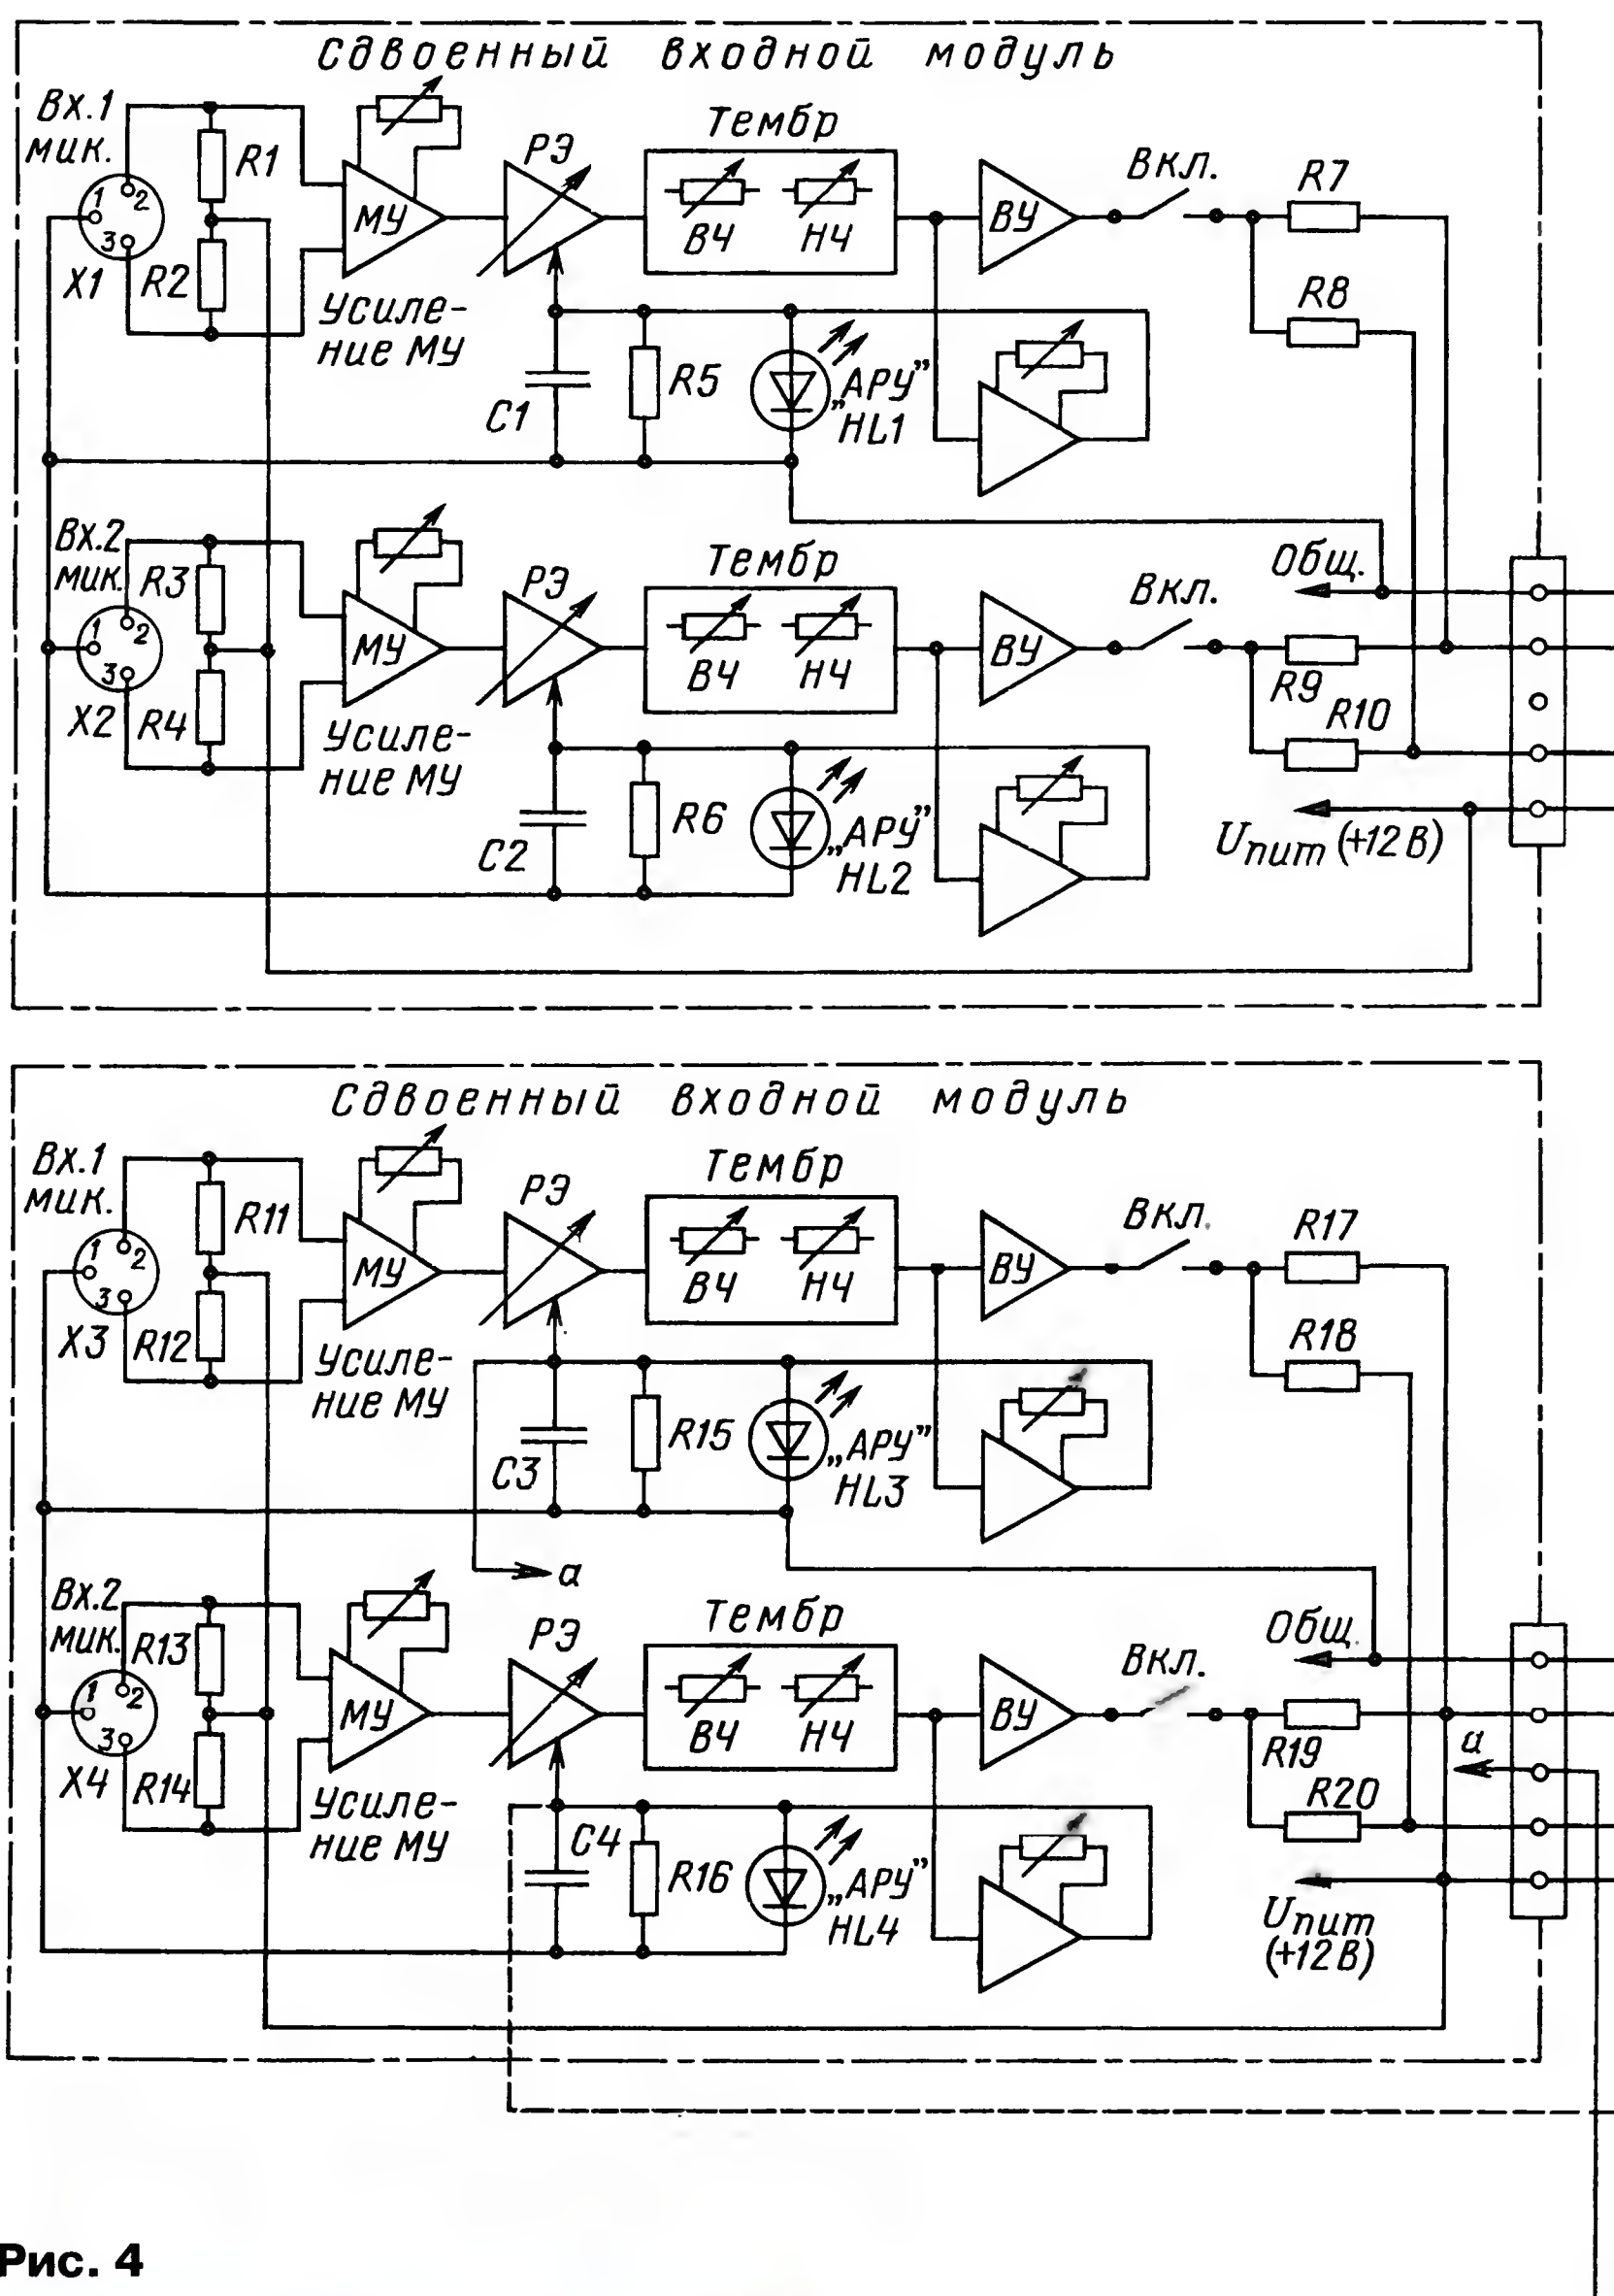 Сдвоенный входной модуль
Вх.1
мик.
1
2
3
X1
R1
R2
МУ
Усиле-
ние МУ
РЭ
Тембр
ВЧ
НЧ
ВУ
Вкл.
R7
R8
C1
R5
„АРУ”
HL1
Вх.2
мик.
1
2
3
X2
R3
R4
МУ
Усиле-
ние МУ
РЭ
Тембр
ВЧ
НЧ
ВУ
Вкл.
Общ.
R9
R10
C2
R6
„АРУ”
HL2
Uпит (+12 В)
Сдвоенный входной модуль
Вх.1
мик.
1
2
3
X3
R11
R12
МУ
Усиле-
ние МУ
РЭ
Тембр
ВЧ
НЧ
ВУ
Вкл.
R17
R18
C3
R15
„АРУ”
HL3
а
Вх.2
мик.
1
2
3
X4
R13
R14
МУ
Усиле-
ние МУ
РЭ
Тембр
ВЧ
НЧ
ВУ
Вкл.
Общ.
R19
а
R20
C4
R16
„АРУ”
HL4
Uпит
(+12 В)
Рис. 4